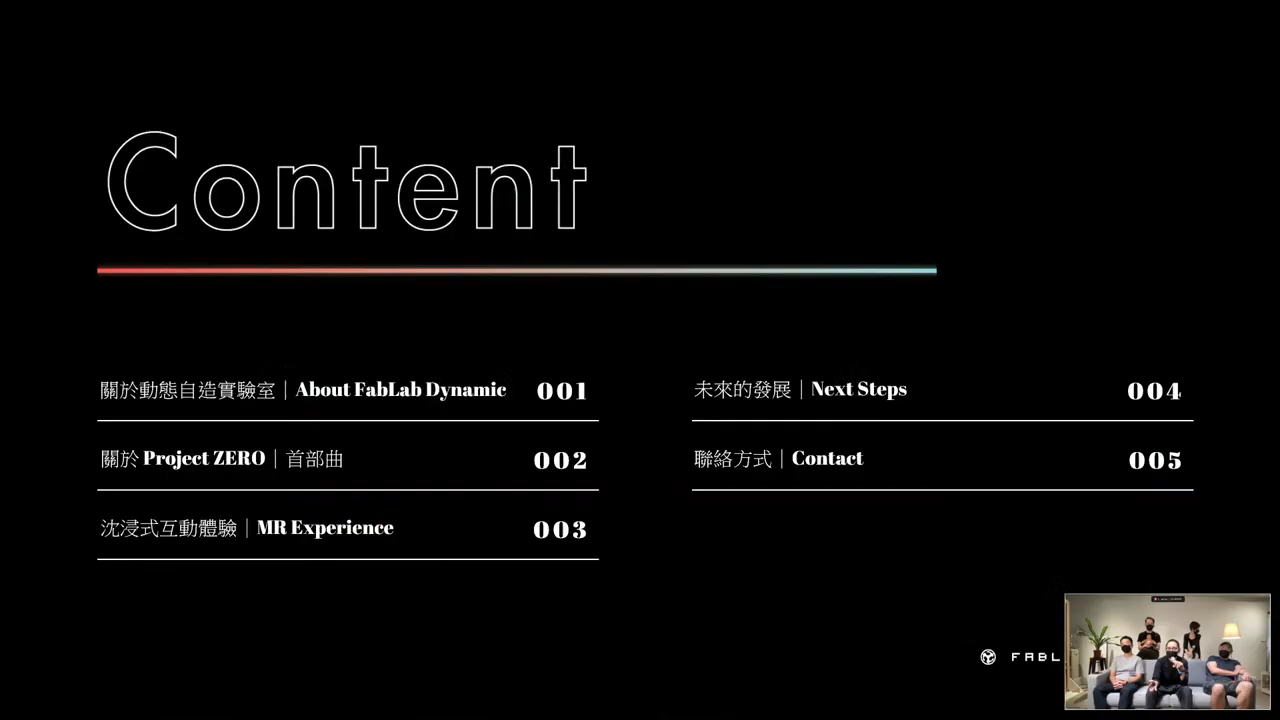 Content
關於動態自造實驗室｜About FabLab Dynamic 001
關於 Project ZERO｜首部曲 002
沈浸式互動體驗｜MR Experience 003
未來的發展｜Next Steps 004
聯絡方式｜Contact 005
FABL